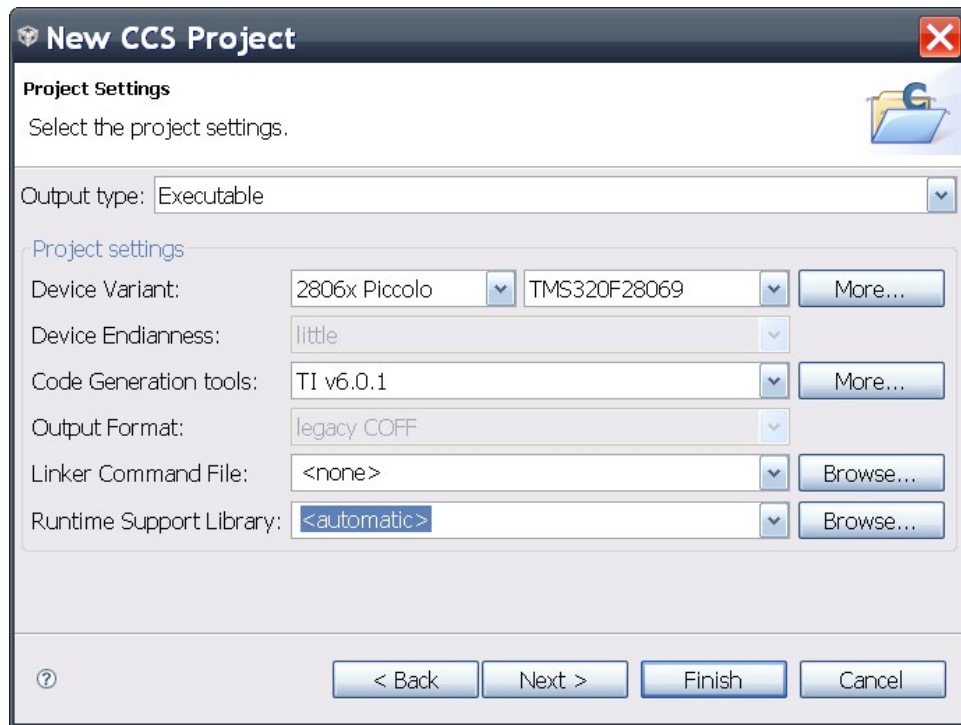 New CCS Project
Project Settings
Select the project settings.
Output type: Executable
Project settings
Device Variant: 2806x Piccolo TMS320F28069 More...
Device Endianness: little
Code Generation tools: TI v6.0.1 More...
Output Format: legacy COFF
Linker Command File: <none> Browse...
Runtime Support Library: <automatic> Browse...
? < Back Next > Finish Cancel